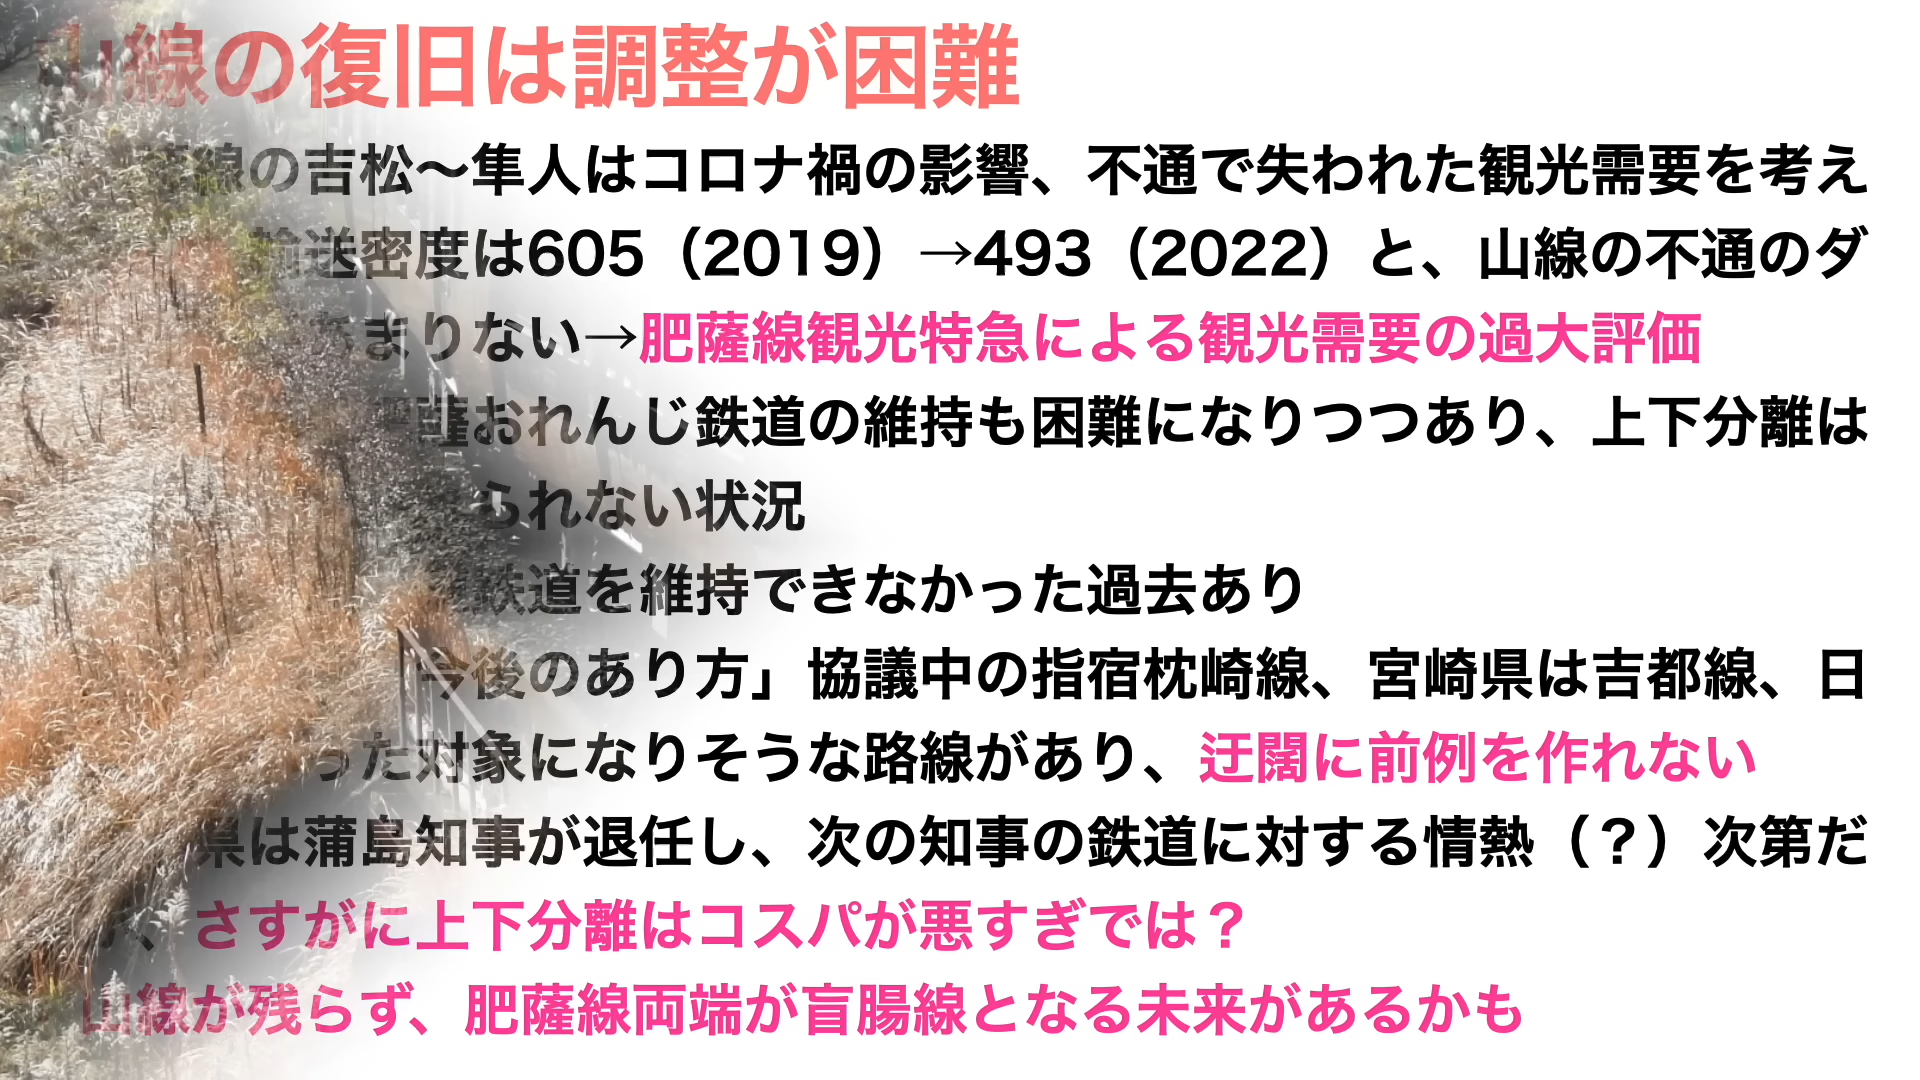 山線の復旧は調整が困難
薩線の吉松～隼人はコロナ禍の影響、不通で失われた観光需要を考え
輸送密度は605（2019）→493（2022）と、山線の不通のダ
あまりない→肥薩線観光特急による観光需要の過大評価
肥薩おれんじ鉄道の維持も困難になりつつあり、上下分離は
られない状況
鉄道を維持できなかった過去あり
今後のあり方」協議中の指宿枕崎線、宮崎県は吉都線、日
った対象になりそうな路線があり、迂闊に前例を作れない
県は蒲島知事が退任し、次の知事の鉄道に対する情熱（？）次第だ
が、さすがに上下分離はコスパが悪すぎでは？
山線が残らず、肥薩線両端が盲腸線となる未来があるかも